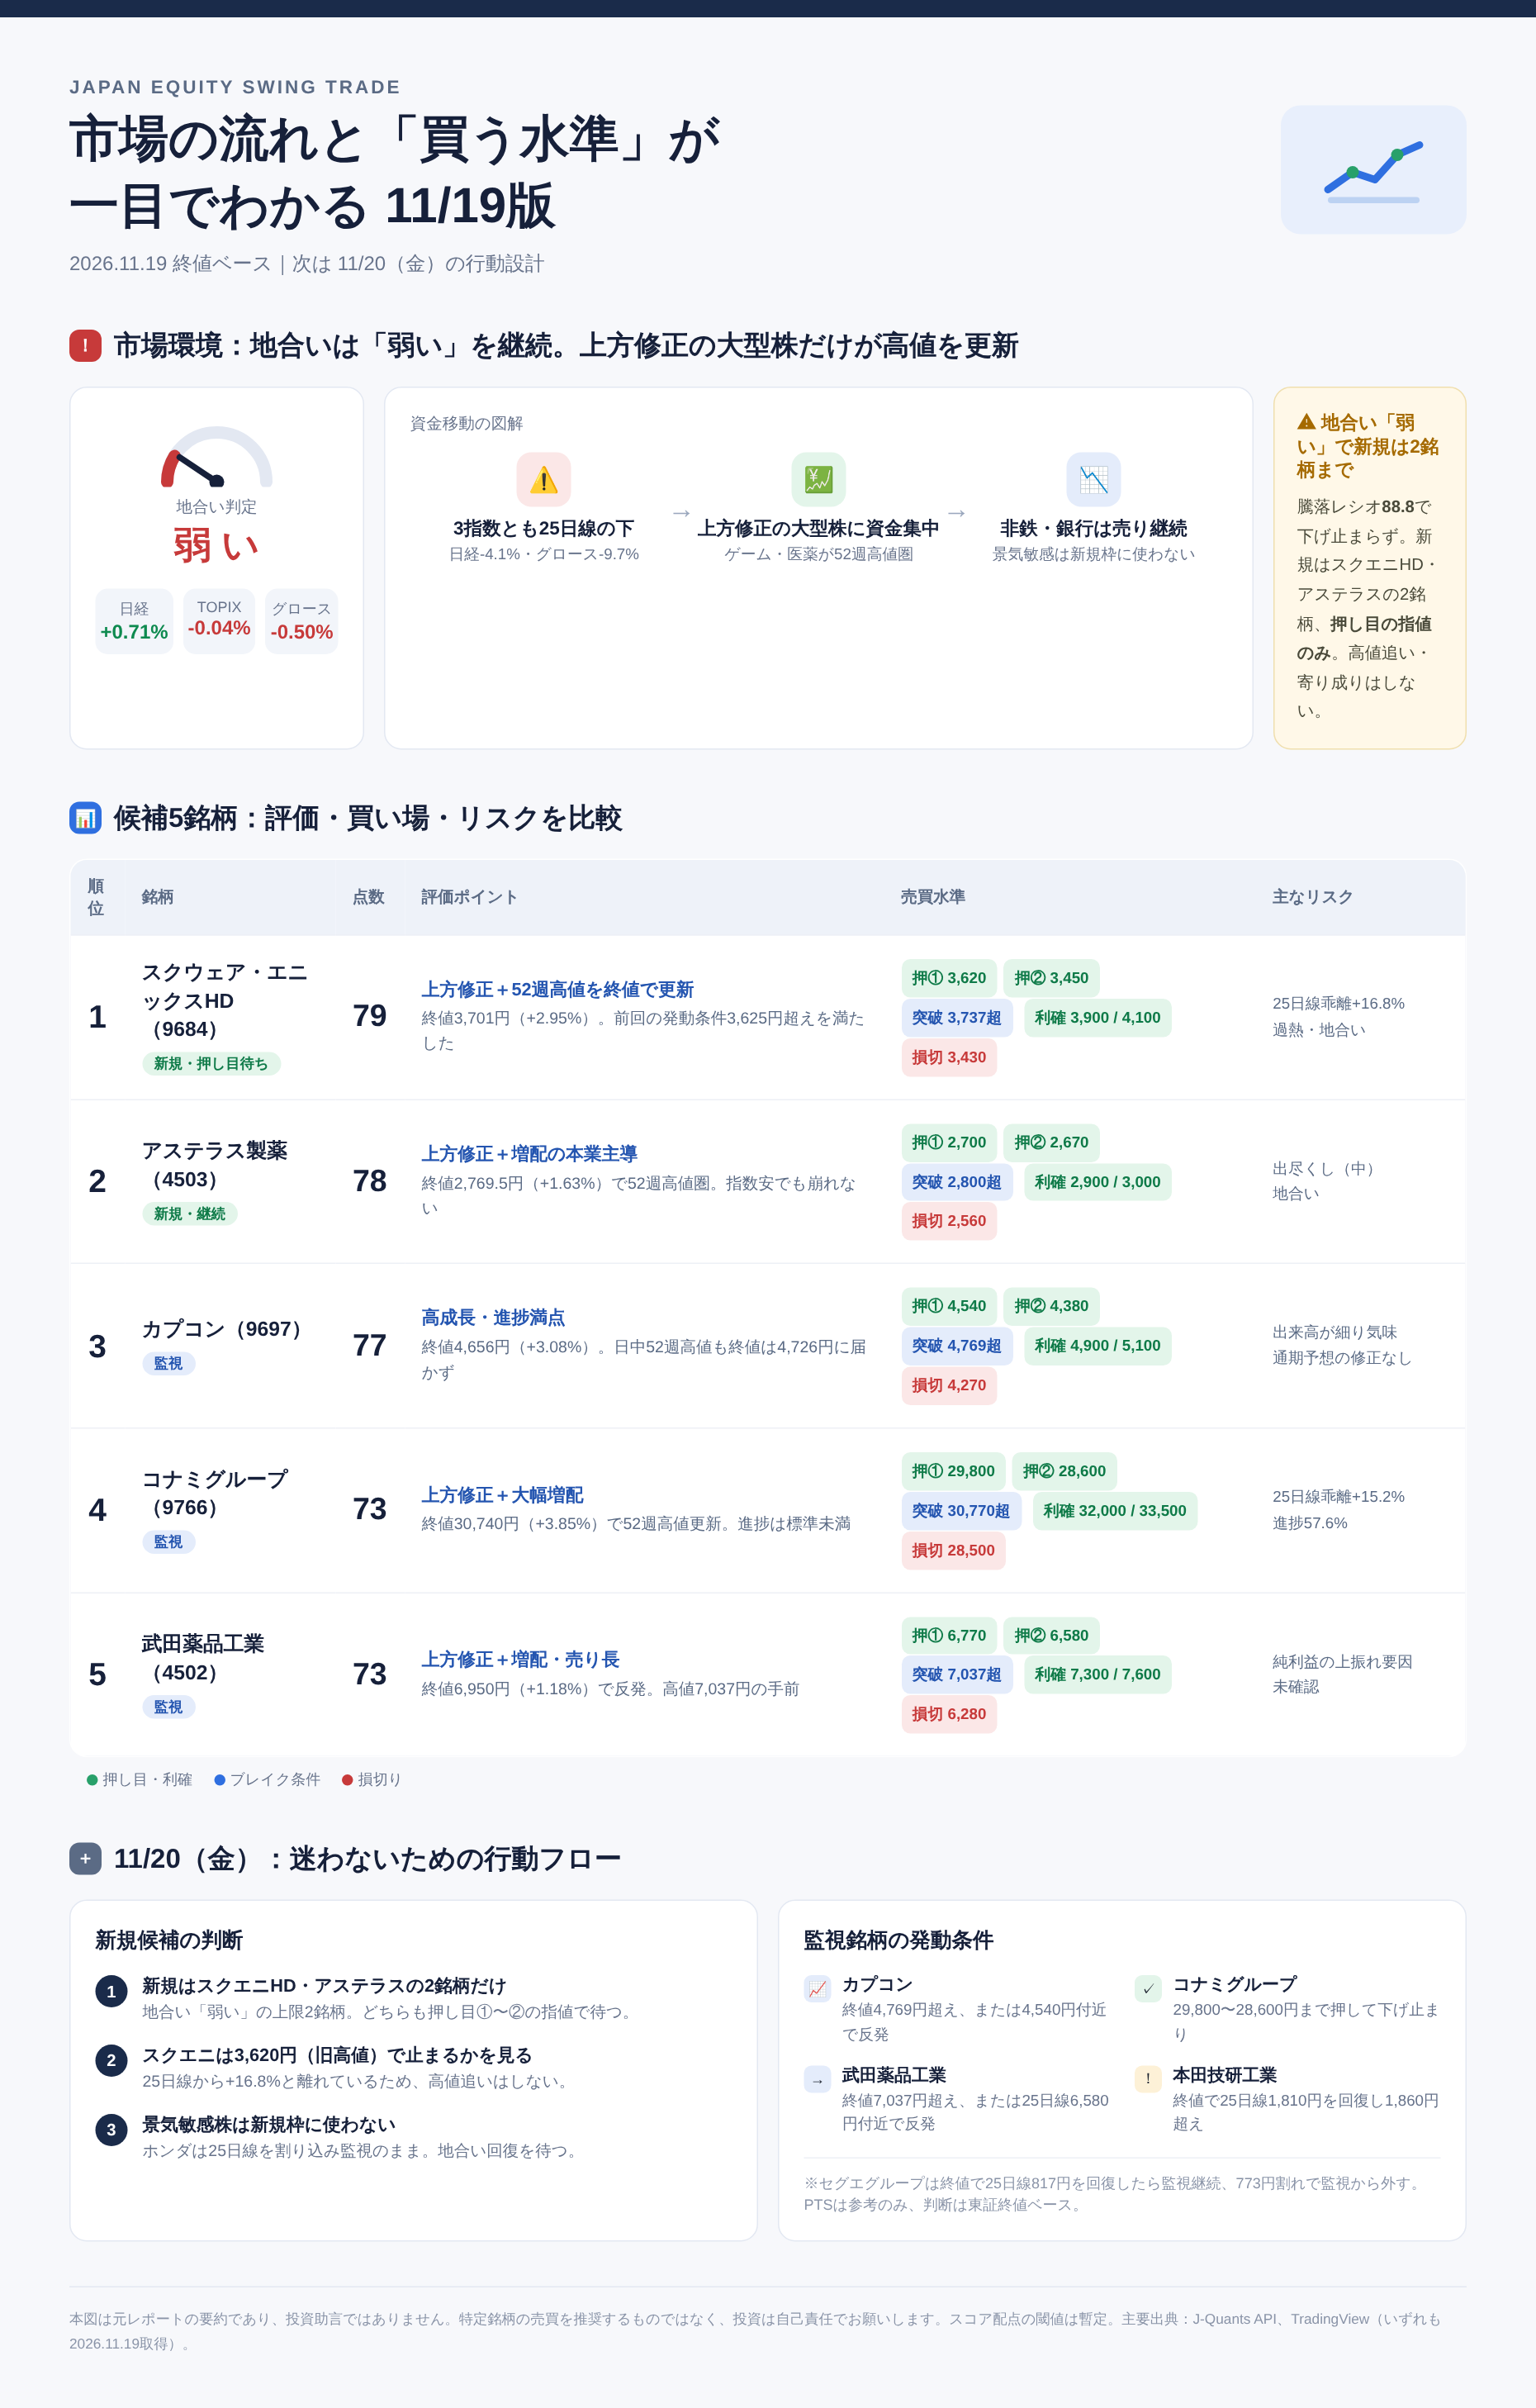 JAPAN EQUITY SWING TRADE
市場の流れと「買う水準」が
一目でわかる 11/19版
2026.11.19 終値ベース｜次は 11/20（金）の行動設計
! 市場環境：地合いは「弱い」を継続。上方修正の大型株だけが高値を更新
地合い判定
弱 い
日経
+0.71%
TOPIX
-0.04%
グロース
-0.50%
資金移動の図解
3指数とも25日線の下
日経-4.1%・グロース-9.7%
→
上方修正の大型株に資金集中
ゲーム・医薬が52週高値圏
→
非鉄・銀行は売り継続
景気敏感は新規枠に使わない
地合い「弱
い」で新規は2銘
柄まで
騰落レシオ88.8で
下げ止まらず。新
規はスクエニHD・
アステラスの2銘
柄、押し目の指値
のみ。高値追い・
寄り成りはしな
い。
候補5銘柄：評価・買い場・リスクを比較
順
位
銘柄
点数
評価ポイント
売買水準
主なリスク
1
スクウェア・エニ
ックスHD
（9684）
新規・押し目待ち
79
上方修正＋52週高値を終値で更新
終値3,701円（+2.95%）。前回の発動条件3,625円超えを満た
した
押① 3,620 押② 3,450
突破 3,737超 利確 3,900 / 4,100
損切 3,430
25日線乖離+16.8%
過熱・地合い
2
アステラス製薬
（4503）
新規・継続
78
上方修正＋増配の本業主導
終値2,769.5円（+1.63%）で52週高値圏。指数安でも崩れな
い
押① 2,700 押② 2,670
突破 2,800超 利確 2,900 / 3,000
損切 2,560
出尽くし（中）
地合い
3
カプコン（9697）
監視
77
高成長・進捗満点
終値4,656円（+3.08%）。日中52週高値も終値は4,726円に届
かず
押① 4,540 押② 4,380
突破 4,769超 利確 4,900 / 5,100
損切 4,270
出来高が細り気味
通期予想の修正なし
4
コナミグループ
（9766）
監視
73
上方修正＋大幅増配
終値30,740円（+3.85%）で52週高値更新。進捗は標準未満
押① 29,800 押② 28,600
突破 30,770超 利確 32,000 / 33,500
損切 28,500
25日線乖離+15.2%
進捗57.6%
5
武田薬品工業
（4502）
監視
73
上方修正＋増配・売り長
終値6,950円（+1.18%）で反発。高値7,037円の手前
押① 6,770 押② 6,580
突破 7,037超 利確 7,300 / 7,600
損切 6,280
純利益の上振れ要因
未確認
押し目・利確 ブレイク条件 損切り
+ 11/20（金）：迷わないための行動フロー
新規候補の判断
1 新規はスクエニHD・アステラスの2銘柄だけ
地合い「弱い」の上限2銘柄。どちらも押し目①〜②の指値で待つ。
2 スクエニは3,620円（旧高値）で止まるかを見る
25日線から+16.8%と離れているため、高値追いはしない。
3 景気敏感株は新規枠に使わない
ホンダは25日線を割り込み監視のまま。地合い回復を待つ。
監視銘柄の発動条件
カプコン
終値4,769円超え、または4,540円付近
で反発
✓ コナミグループ
29,800〜28,600円まで押して下げ止ま
り
→ 武田薬品工業
終値7,037円超え、または25日線6,580
円付近で反発
! 本田技研工業
終値で25日線1,810円を回復し1,860円
超え
※セグエグループは終値で25日線817円を回復したら監視継続、773円割れで監視から外す。
PTSは参考のみ、判断は東証終値ベース。
本図は元レポートの要約であり、投資助言ではありません。特定銘柄の売買を推奨するものではなく、投資は自己責任でお願いします。スコア配点の閾値は暫定。主要出典：J-Quants API、TradingView（いずれも
2026.11.19取得）。